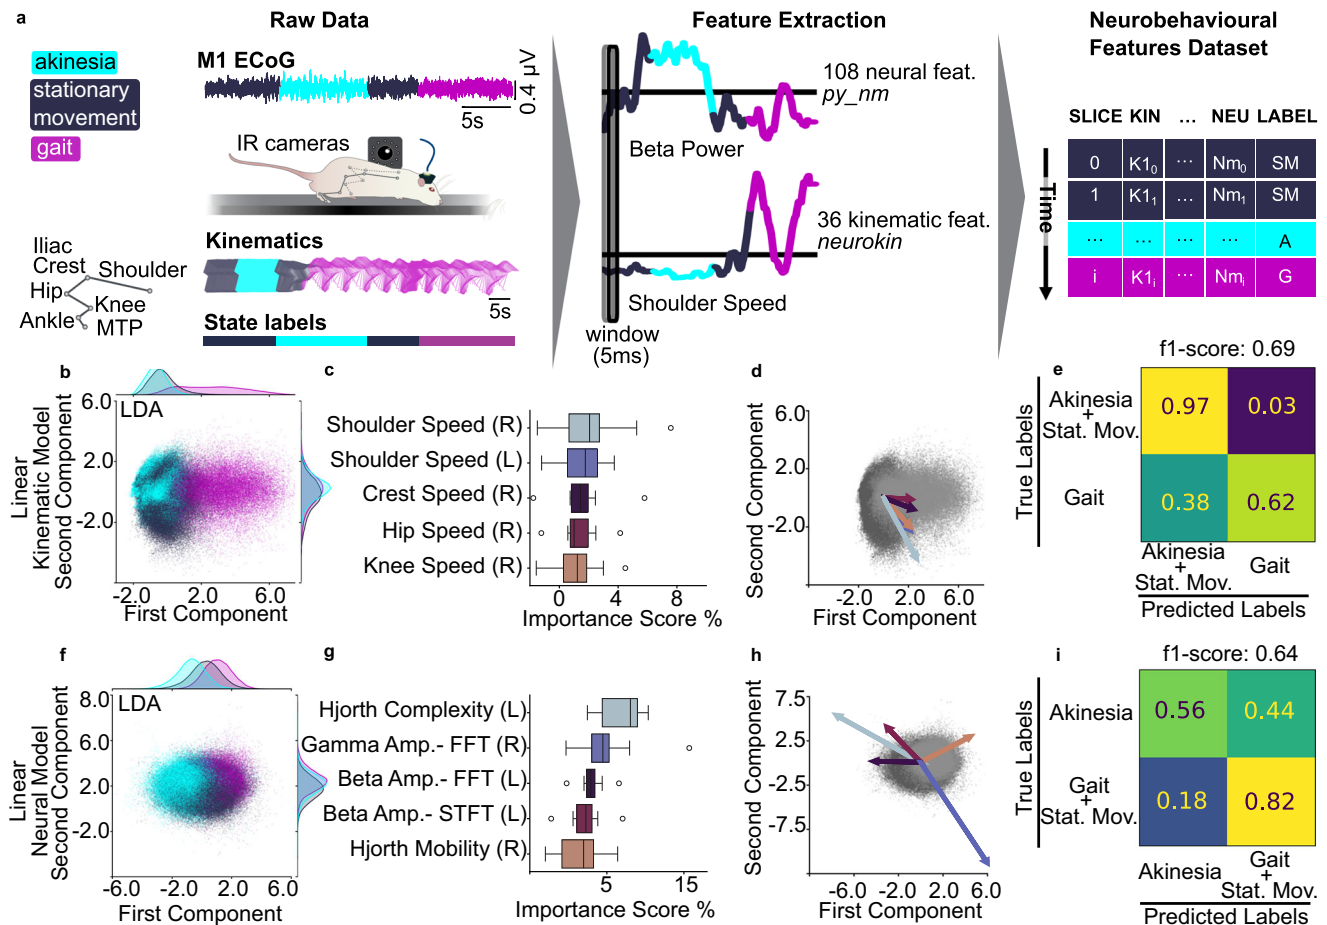 a
Raw Data
Feature Extraction
Neurobehavioural
Features Dataset
akinesia
stationary
movement
gait
M1 ECoG
0.4 µV
5s
IR cameras
Iliac
Crest
Shoulder
Hip
Knee
Ankle
MTP
Kinematics
5s
State labels
108 neural feat.
py_nm
Beta Power
36 kinematic feat.
neurokin
Shoulder Speed
window
(5ms)
SLICE KIN ... NEU LABEL
0 K1₀ ... Nm₀ SM
1 K1₁ ... Nm₁ SM
... ... ... ... A
i K1ᵢ ... Nmᵢ G
Time
b
LDA
6.0
2.0
-2.0
-2.0 2.0 6.0
Linear
Kinematic Model
Second Component
First Component
c
Shoulder Speed (R)
Shoulder Speed (L)
Crest Speed (R)
Hip Speed (R)
Knee Speed (R)
0 4 8
Importance Score %
d
6.0
2.0
-2.0
-2.0 2.0 6.0
Second Component
First Component
e
f1-score: 0.69
True Labels
Akinesia
+
Stat. Mov.
Gait
0.97 0.03
0.38 0.62
Akinesia
+
Stat. Mov.
Gait
Predicted Labels
f
LDA
8.0
6.0
2.0
-2.0
-6.0 -2.0 2.0 6.0
Linear
Neural Model
Second Component
First Component
g
Hjorth Complexity (L)
Gamma Amp.- FFT (R)
Beta Amp.- FFT (L)
Beta Amp.- STFT (L)
Hjorth Mobility (R)
5 15
Importance Score %
h
7.5
2.5
-2.5
-7.5
-6.0 -2.0 2.0 6.0
Second Component
First Component
i
f1-score: 0.64
True Labels
Akinesia
Gait
+
Stat. Mov.
0.56 0.44
0.18 0.82
Akinesia
Gait
+
Stat. Mov.
Predicted Labels